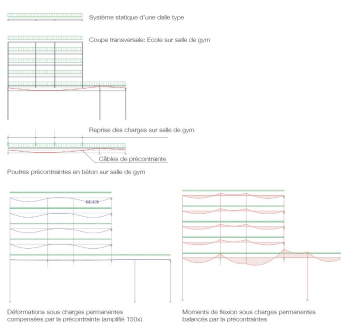 Système statique d'une dalle type
Coupe transversale: Ecole sur salle de gym
Reprise des charges sur salle de gym
Câbles de précontrainte
Poutres précontraintes en béton sur salle de gym
Déformations sous charges permanentes
compensées par la précontrainte (amplifié 150x)
Moments de flexion sous charges permanentes
balancés par la précontraintes